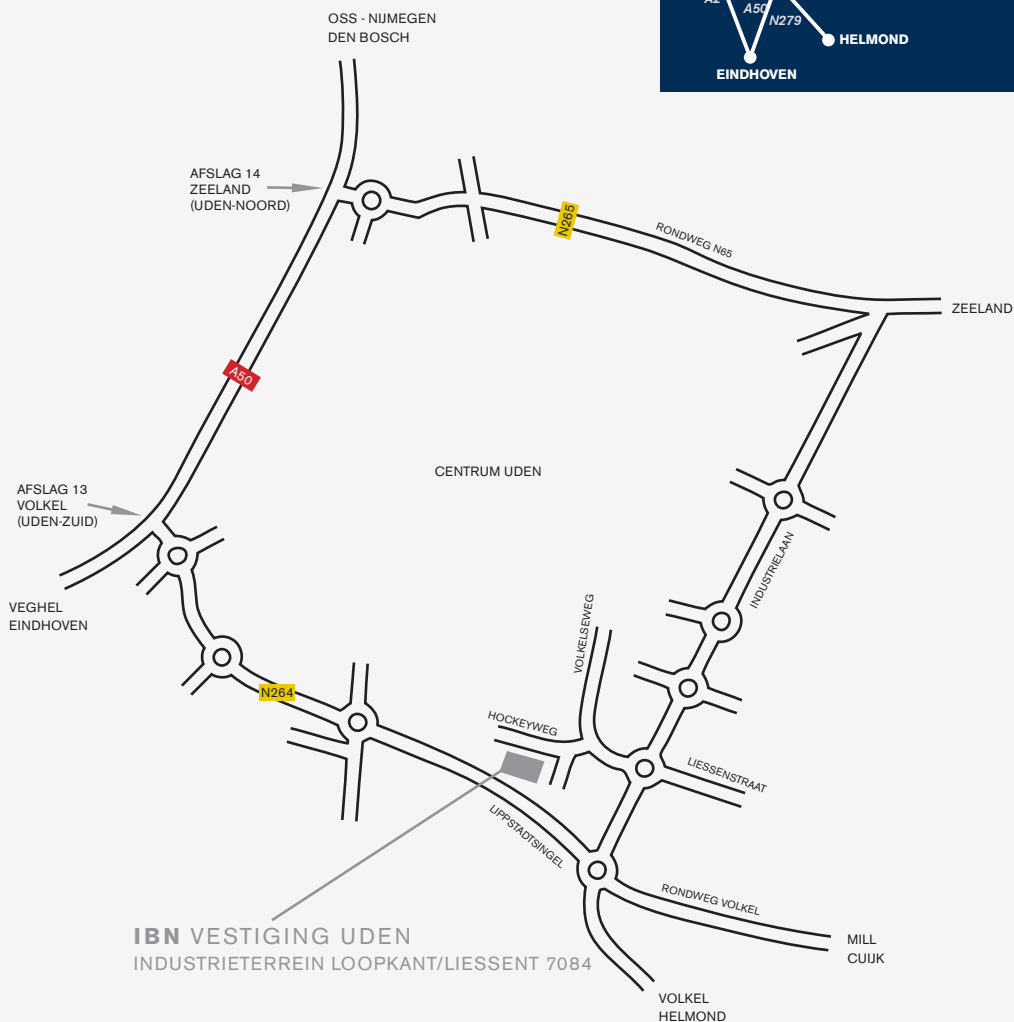 OSS - NIJMEGEN
DEN BOSCH
A2
A50
N279
HELMOND
EINDHOVEN
AFSLAG 14
ZEELAND
(UDEN-NOORD)
N265
RONDWEG N65
ZEELAND
A50
CENTRUM UDEN
AFSLAG 13
VOLKEL
(UDEN-ZUID)
INDUSTRIELAAN
VEGHEL
EINDHOVEN
VOLKELSEWEG
N264
HOCKEYWEG
LIESSENSTRAAT
LIPPSTADTSINGEL
RONDWEG VOLKEL
IBN VESTIGING UDEN
INDUSTRIETERREIN LOOPKANT/LIESSENT 7084
MILL
CUIJK
VOLKEL
HELMOND